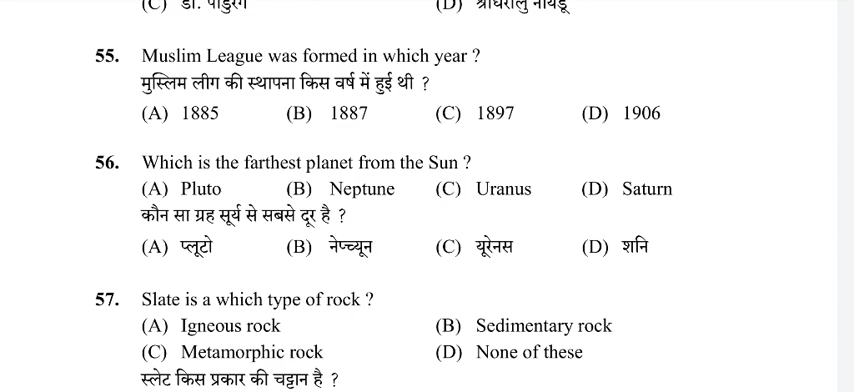 (C) डॉ. पांडुरंग (D) श्रीधरालु नायडू
55. Muslim League was formed in which year ?
मुस्लिम लीग की स्थापना किस वर्ष में हुई थी ?
(A) 1885 (B) 1887 (C) 1897 (D) 1906
56. Which is the farthest planet from the Sun ?
(A) Pluto (B) Neptune (C) Uranus (D) Saturn
कौन सा ग्रह सूर्य से सबसे दूर है ?
(A) प्लूटो (B) नेप्च्यून (C) यूरेनस (D) शनि
57. Slate is a which type of rock ?
(A) Igneous rock (B) Sedimentary rock
(C) Metamorphic rock (D) None of these
स्लेट किस प्रकार की चट्टान है ?